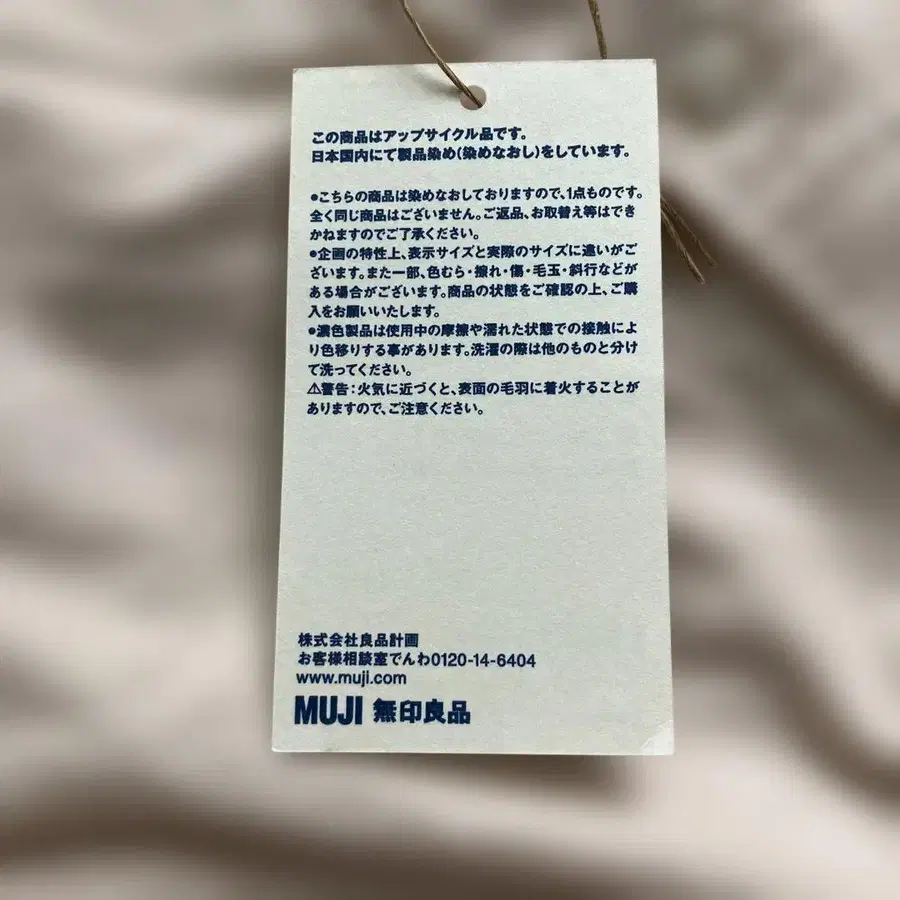 この商品はアップサイクル品です。
日本国内にて製品染め(染めなおし)をしています。
●こちらの商品は染めなおしておりますので、1点ものです。
全く同じ商品はございません。ご返品、お取替え等はでき
かねますのでご了承ください。
●企画の特性上、表示サイズと実際のサイズに違いがご
ざいます。また一部、色むら・擦れ・傷・毛玉・斜行などが
ある場合がございます。商品の状態をご確認の上、ご購
入をお願いいたします。
●濃色製品は使用中の摩擦や濡れた状態での接触によ
り色移りする事があります。洗濯の際は他のものと分け
て洗ってください。
⚠警告:火気に近づくと、表面の毛羽に着火することが
ありますので、ご注意ください。
株式会社良品計画
お客様相談室でんわ0120-14-6404
www.muji.com
MUJI 無印良品